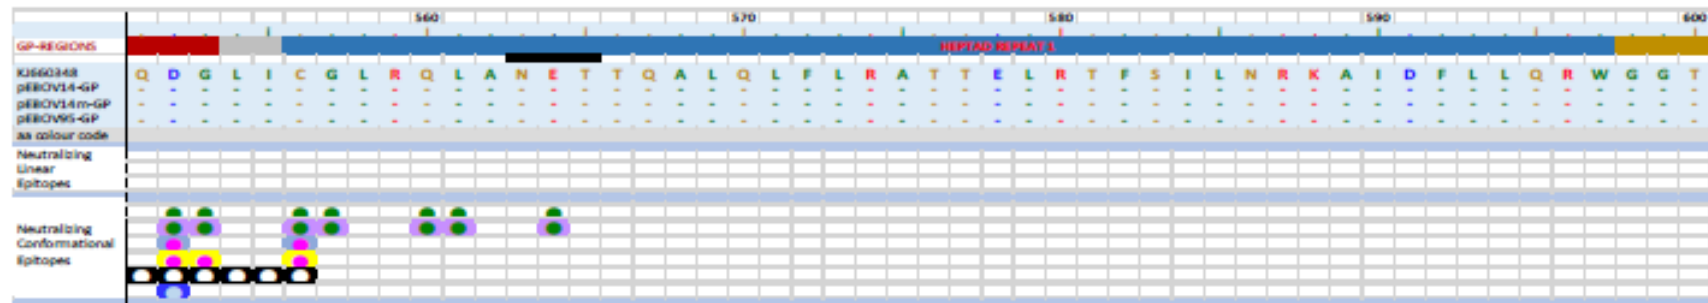 560 570 580 590 600
GP-REGIONS HEPTAD REPEAT 1
KJ660348 Q D G L I C G L R Q L A N E T T Q A L Q L F L R A T T E L R T F S I L N R K A I D F L L Q R W G G T
pEBOV14-GP - - - - - - - - - - - - - - - - - - - - - - - - - - - - - - - - - - - - - - - - - - - - - - - - - -
pEBOV14m-GP - - - - - - - - - - - - - - - - - - - - - - - - - - - - - - - - - - - - - - - - - - - - - - - - - -
pEBOV95-GP - - - - - - - - - - - - - - - - - - - - - - - - - - - - - - - - - - - - - - - - - - - - - - - - - -
aa colour code
Neutralizing
Linear
Epitopes
Neutralizing
Conformational
Epitopes